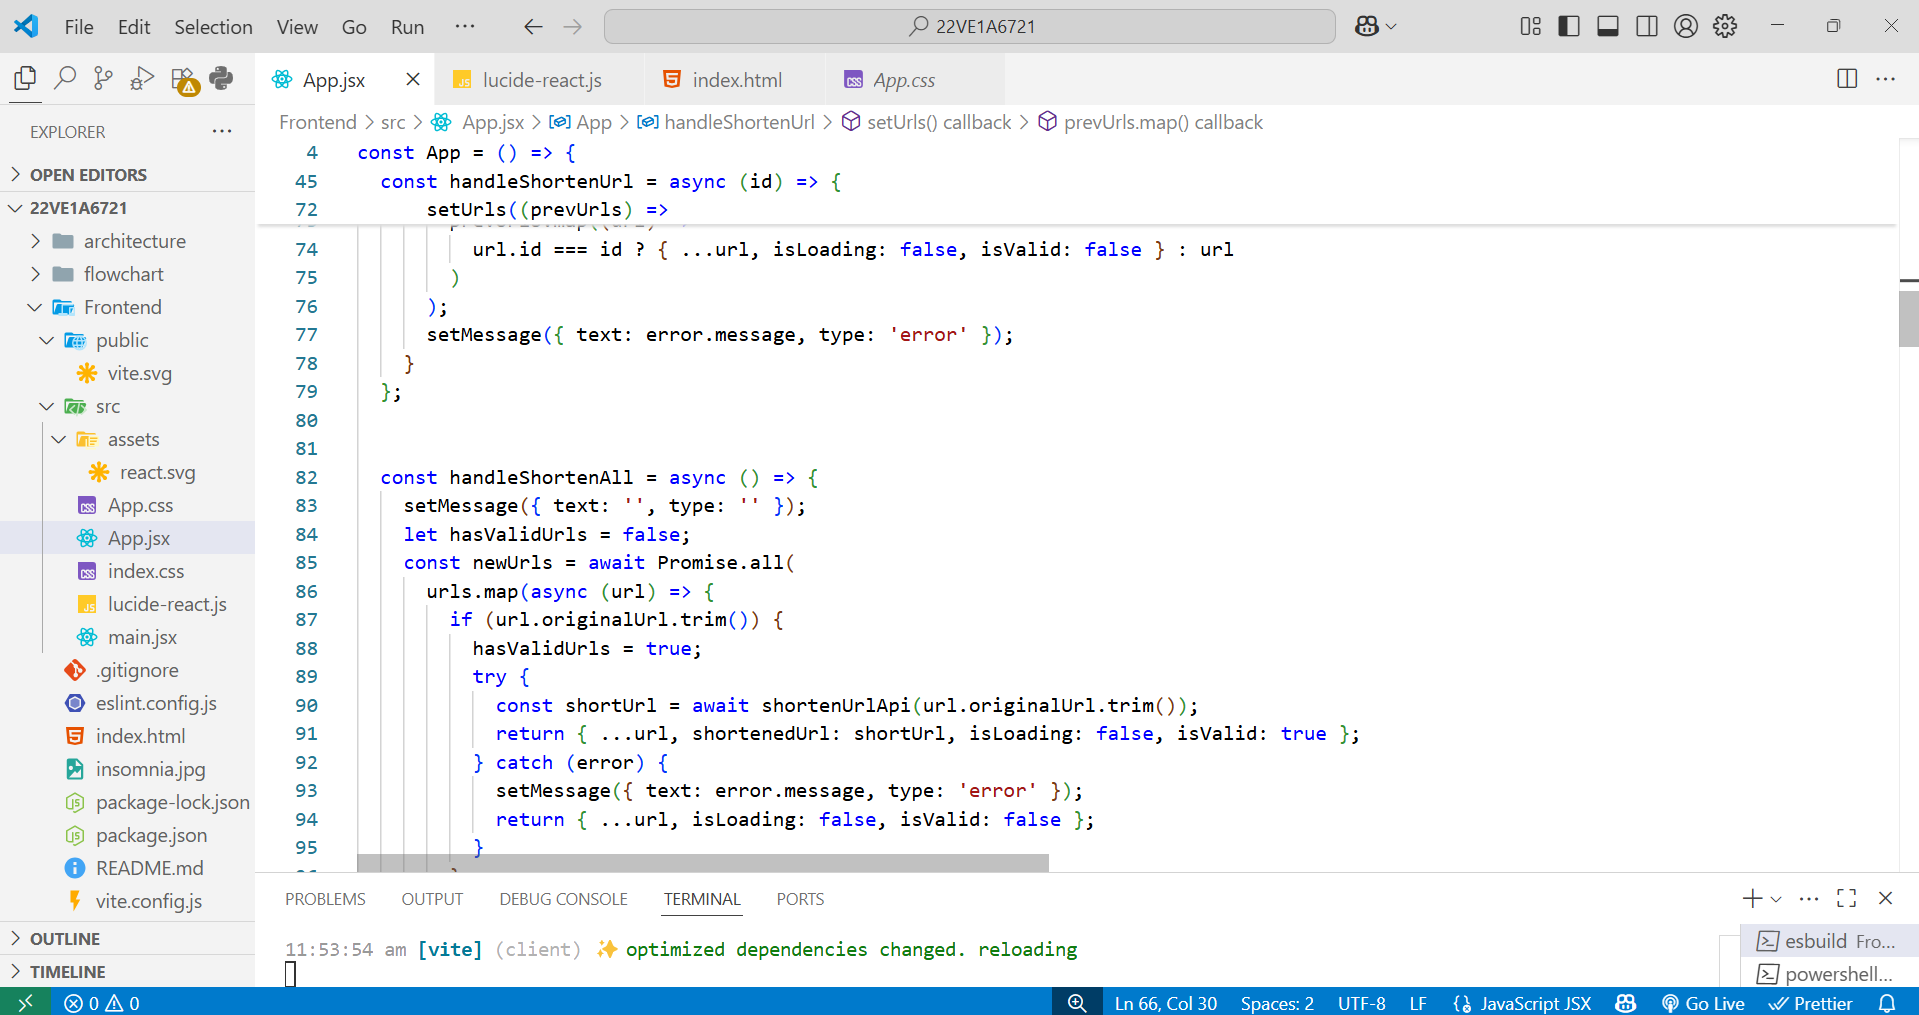 File Edit Selection View Go Run ··· 22VE1A6721
App.jsx lucide-react.js index.html App.css
EXPLORER
OPEN EDITORS
22VE1A6721
architecture
flowchart
Frontend
public
vite.svg
src
assets
react.svg
App.css
App.jsx
index.css
lucide-react.js
main.jsx
.gitignore
eslint.config.js
index.html
insomnia.jpg
package-lock.json
package.json
README.md
vite.config.js
OUTLINE
TIMELINE
Frontend > src > App.jsx > App > handleShortenUrl > setUrls() callback > prevUrls.map() callback
4 const App = () => {
45 const handleShortenUrl = async (id) => {
72 setUrls((prevUrls) =>
74 url.id === id ? { ...url, isLoading: false, isValid: false } : url
75 )
76 );
77 setMessage({ text: error.message, type: 'error' });
78 }
79 };
80
81
82 const handleShortenAll = async () => {
83 setMessage({ text: '', type: '' });
84 let hasValidUrls = false;
85 const newUrls = await Promise.all(
86 urls.map(async (url) => {
87 if (url.originalUrl.trim()) {
88 hasValidUrls = true;
89 try {
90 const shortUrl = await shortenUrlApi(url.originalUrl.trim());
91 return { ...url, shortenedUrl: shortUrl, isLoading: false, isValid: true };
92 } catch (error) {
93 setMessage({ text: error.message, type: 'error' });
94 return { ...url, isLoading: false, isValid: false };
95 }
PROBLEMS OUTPUT DEBUG CONSOLE TERMINAL PORTS
11:53:54 am [vite] (client) ✨ optimized dependencies changed. reloading
esbuild Fro...
powershell...
0 0 Ln 66, Col 30 Spaces: 2 UTF-8 LF JavaScript JSX Go Live Prettier